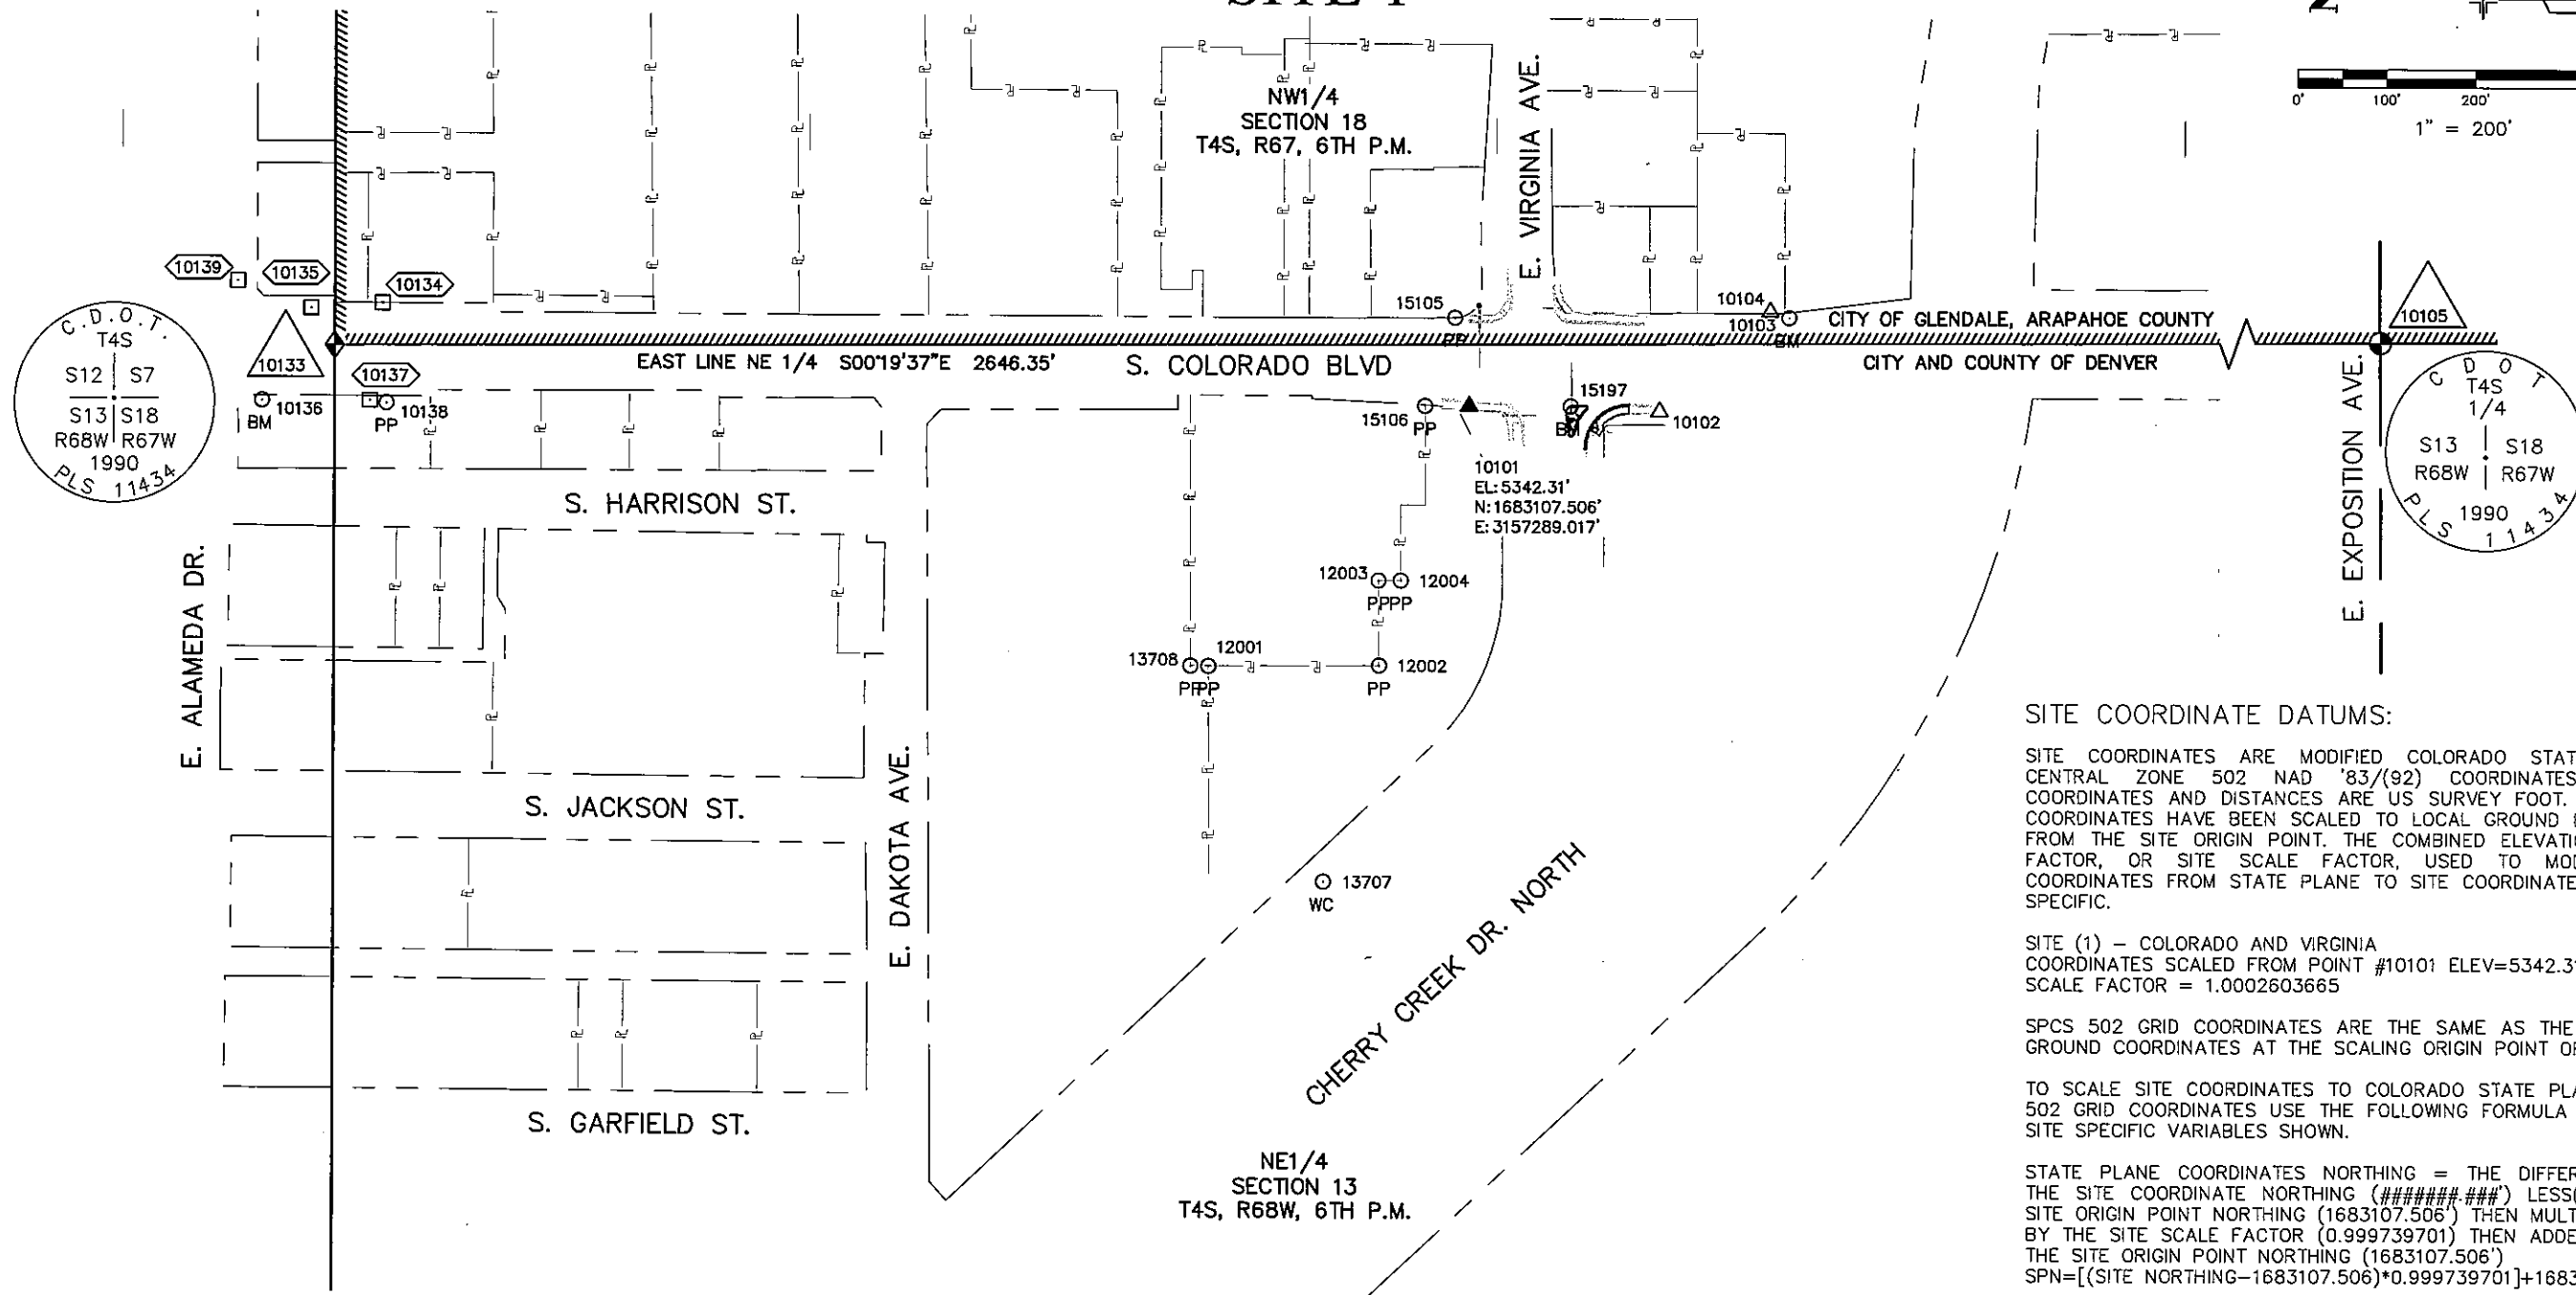 NW1/4
SECTION 18
T4S, R67, 6TH P.M.
E. VIRGINIA AVE.
0' 100' 200'
1" = 200'
10139
10135
10134
C.D.O.T.
T4S
S12 S7
S13 S18
R68W R67W
1990
PLS 11434
10133
10137
10136
BM
10138
PP
EAST LINE NE 1/4 S00°19'37"E 2646.35'
S. COLORADO BLVD
15105
PP
10104
10103
BM
CITY OF GLENDALE, ARAPAHOE COUNTY
CITY AND COUNTY OF DENVER
10105
CDOT
T4S
1/4
S13 S18
R68W R67W
1990
PLS 11434
E. EXPOSITION AVE.
15106
PP
15197
10102
10101
EL: 5342.31'
N: 1683107.506'
E: 3157289.017'
S. HARRISON ST.
E. ALAMEDA DR.
12003
12004
PP
PP
13708
12001
12002
PP
PP
PP
S. JACKSON ST.
E. DAKOTA AVE.
13707
WC
CHERRY CREEK DR. NORTH
S. GARFIELD ST.
NE1/4
SECTION 13
T4S, R68W, 6TH P.M.
SITE COORDINATE DATUMS:
SITE COORDINATES ARE MODIFIED COLORADO STAT
CENTRAL ZONE 502 NAD '83/(92) COORDINATES
COORDINATES AND DISTANCES ARE US SURVEY FOOT.
COORDINATES HAVE BEEN SCALED TO LOCAL GROUND
FROM THE SITE ORIGIN POINT. THE COMBINED ELEVATI
FACTOR, OR SITE SCALE FACTOR, USED TO MO
COORDINATES FROM STATE PLANE TO SITE COORDINATE
SPECIFIC.
SITE (1) – COLORADO AND VIRGINIA
COORDINATES SCALED FROM POINT #10101 ELEV=5342.3
SCALE FACTOR = 1.0002603665
SPCS 502 GRID COORDINATES ARE THE SAME AS THE
GROUND COORDINATES AT THE SCALING ORIGIN POINT O
TO SCALE SITE COORDINATES TO COLORADO STATE PLA
502 GRID COORDINATES USE THE FOLLOWING FORMULA
SITE SPECIFIC VARIABLES SHOWN.
STATE PLANE COORDINATES NORTHING = THE DIFFER
THE SITE COORDINATE NORTHING (#######.###') LESS
SITE ORIGIN POINT NORTHING (1683107.506') THEN MULT
BY THE SITE SCALE FACTOR (0.999739701) THEN ADDE
THE SITE ORIGIN POINT NORTHING (1683107.506')
SPN=[(SITE NORTHING–1683107.506)*0.999739701]+1683